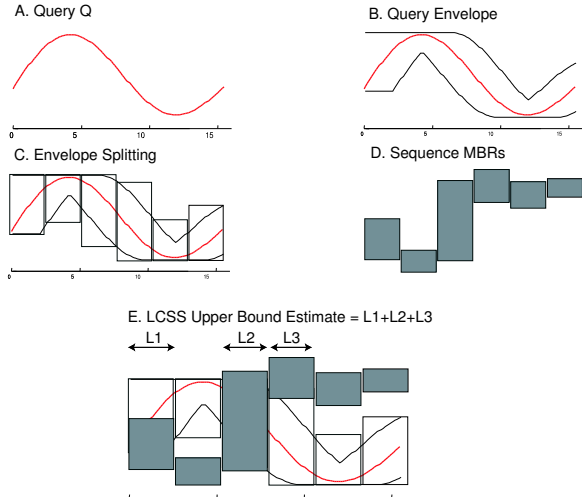 A. Query Q
B. Query Envelope
0 5 10 15
0 5 10 15
C. Envelope Splitting
D. Sequence MBRs
0 5 10 15
E. LCSS Upper Bound Estimate = L1+L2+L3
L1 L2 L3